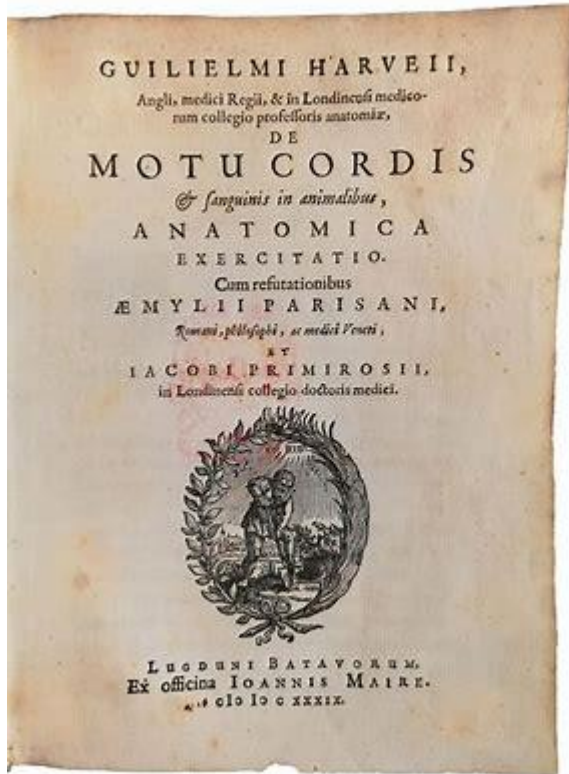 GUILIELMI HARVEII,
Angli, medici Regii, & in Londinensi medico-
rum collegio professoris anatomiæ,
DE
MOTU CORDIS
& sanguinis in animalibus,
ANATOMICA
EXERCITATIO.
Cum refutationibus
ÆMYLII PARISANI,
Romani, philosophi, ac medici Veneti,
ET
IACOBI PRIMIROSII,
in Londinensi collegio doctoris medici.
LUGDUNI BATAVORUM,
Ex officina IOANNIS MAIRE.
cIɔ Iɔ c XXXIX.